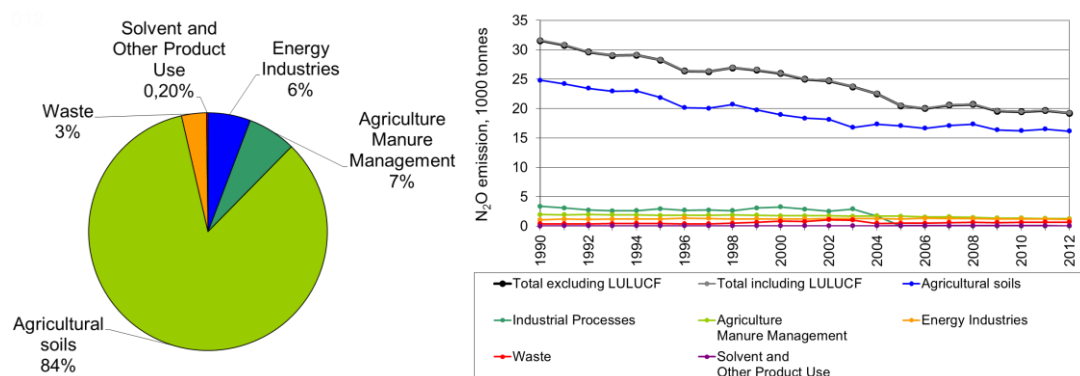 Solvent and
Other Product
Use
0,20%
Energy
Industries
6%
Waste
3%
Agriculture
Manure
Management
7%
Agricultural
soils
84%
N₂O emission, 1000 tonnes
35
30
25
20
15
10
5
0
1990
1992
1994
1996
1998
2000
2002
2004
2006
2008
2010
2012
Total excluding LULUCF
Total including LULUCF
Agricultural soils
Industrial Processes
Agriculture
Manure Management
Energy Industries
Waste
Solvent and
Other Product Use